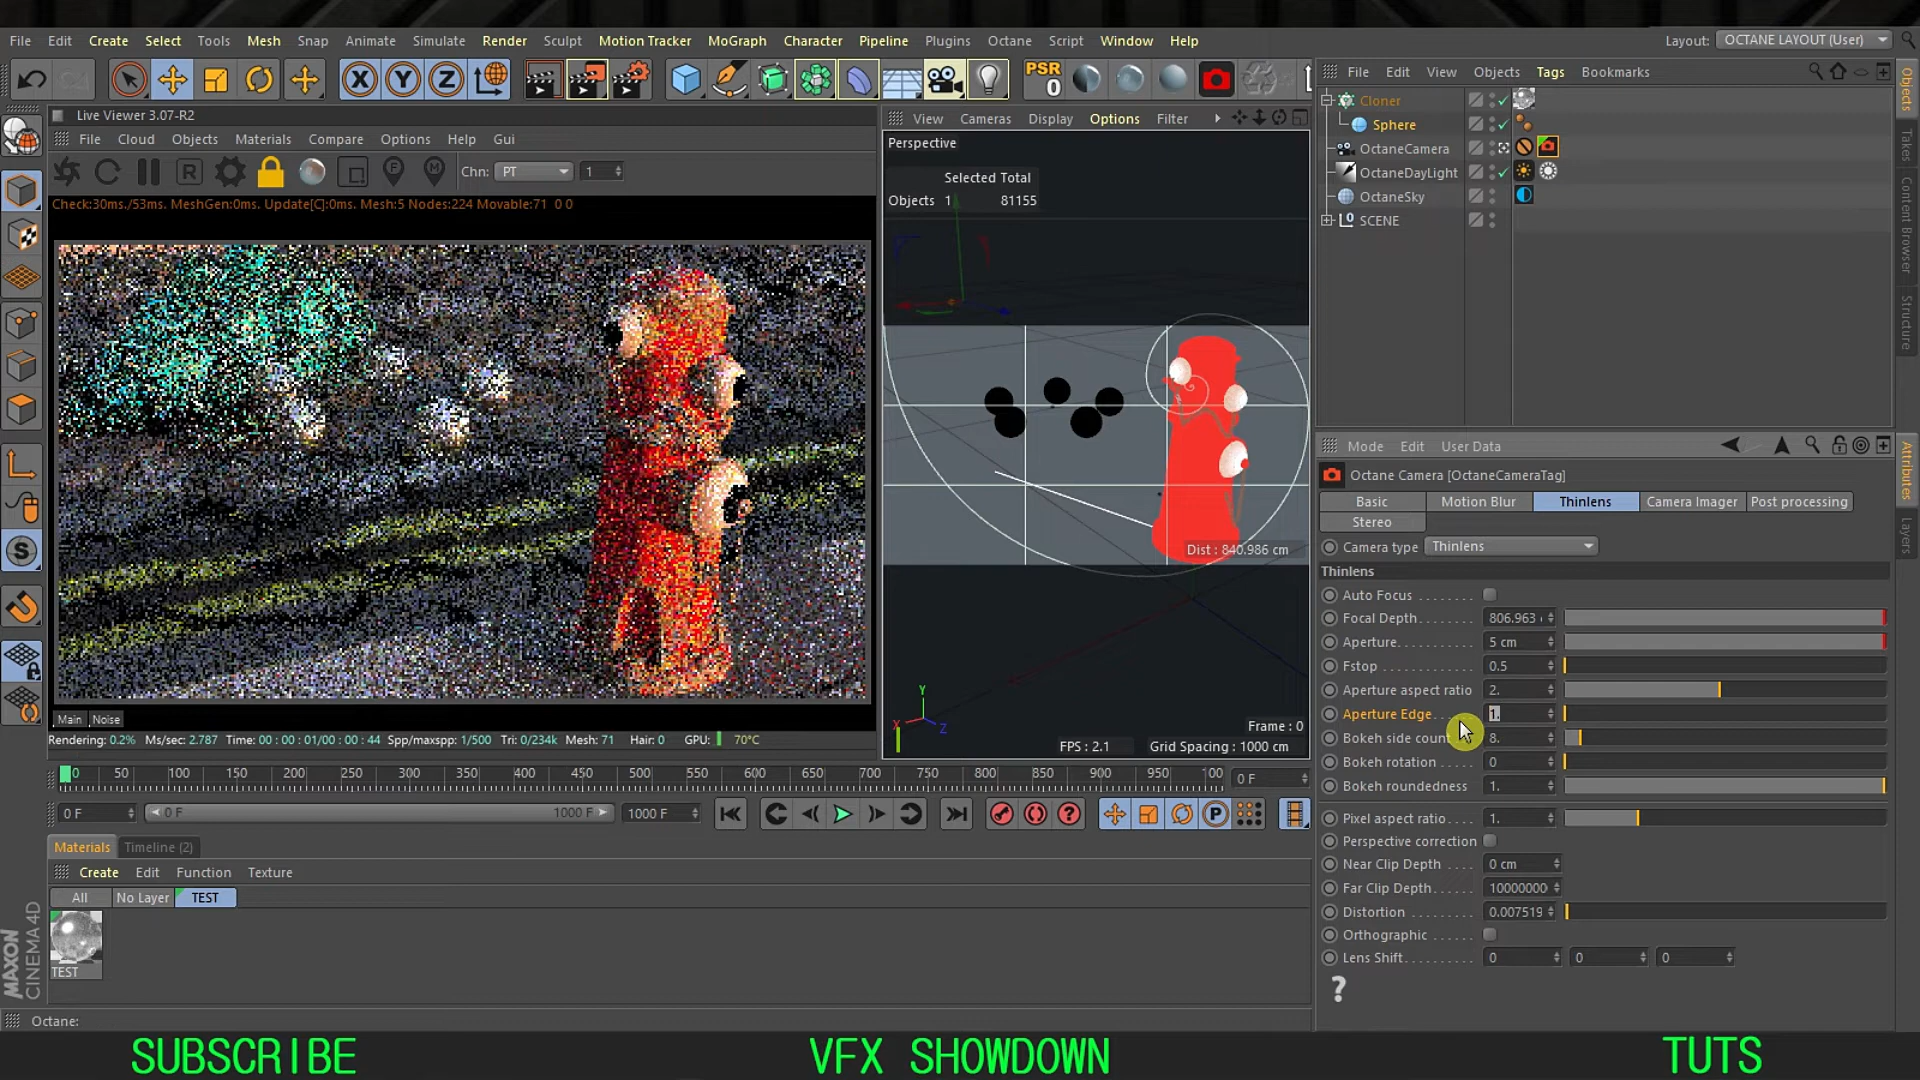 File Edit Create Select Tools Mesh Snap Animate Simulate Render Sculpt Motion Tracker MoGraph Character Pipeline Plugins Octane Script Window Help
Layout: OCTANE LAYOUT (User)
X Y Z PSR 0
File Edit View Objects Tags Bookmarks
Cloner
Sphere
OctaneCamera
OctaneDayLight
OctaneSky
SCENE
Objects
Takes
Content Browser
Structure
Live Viewer 3.07-R2
File Cloud Objects Materials Compare Options Help Gui
R F M Chn: PT 1
Check:30ms./53ms. MeshGen:0ms. Update[C]:0ms. Mesh:5 Nodes:224 Movable:71 0 0
Main Noise
Rendering: 0.2% Ms/sec: 2.787 Time: 00 : 00 : 01/00 : 00 : 44 Spp/maxspp: 1/500 Tri: 0/234k Mesh: 71 Hair: 0 GPU: 70°C
View Cameras Display Options Filter
Perspective
Selected Total
Objects 1 81155
Dist : 840.986 cm
Y
X
Z
Frame : 0
FPS : 2.1 Grid Spacing : 1000 cm
Mode Edit User Data
Octane Camera [OctaneCameraTag]
Basic Motion Blur Thinlens Camera Imager Post processing
Stereo
Camera type Thinlens
Thinlens
Auto Focus
Focal Depth 806.963
Aperture 5 cm
Fstop 0.5
Aperture aspect ratio 2.
Aperture Edge 1.
Bokeh side count 8.
Bokeh rotation 0
Bokeh roundedness 1.
Pixel aspect ratio 1.
Perspective correction
Near Clip Depth 0 cm
Far Clip Depth 10000000
Distortion 0.007519
Orthographic
Lens Shift 0 0 0
?
Attributes
Layers
0 50 100 150 200 250 300 350 400 450 500 550 600 650 700 750 800 850 900 950 00 0 F
0 F 0 F 1000 F 1000 F
? P
Materials Timeline (2)
Create Edit Function Texture
All No Layer TEST
TEST
MAXON
CINEMA 4D
Octane:
SUBSCRIBE VFX SHOWDOWN TUTS